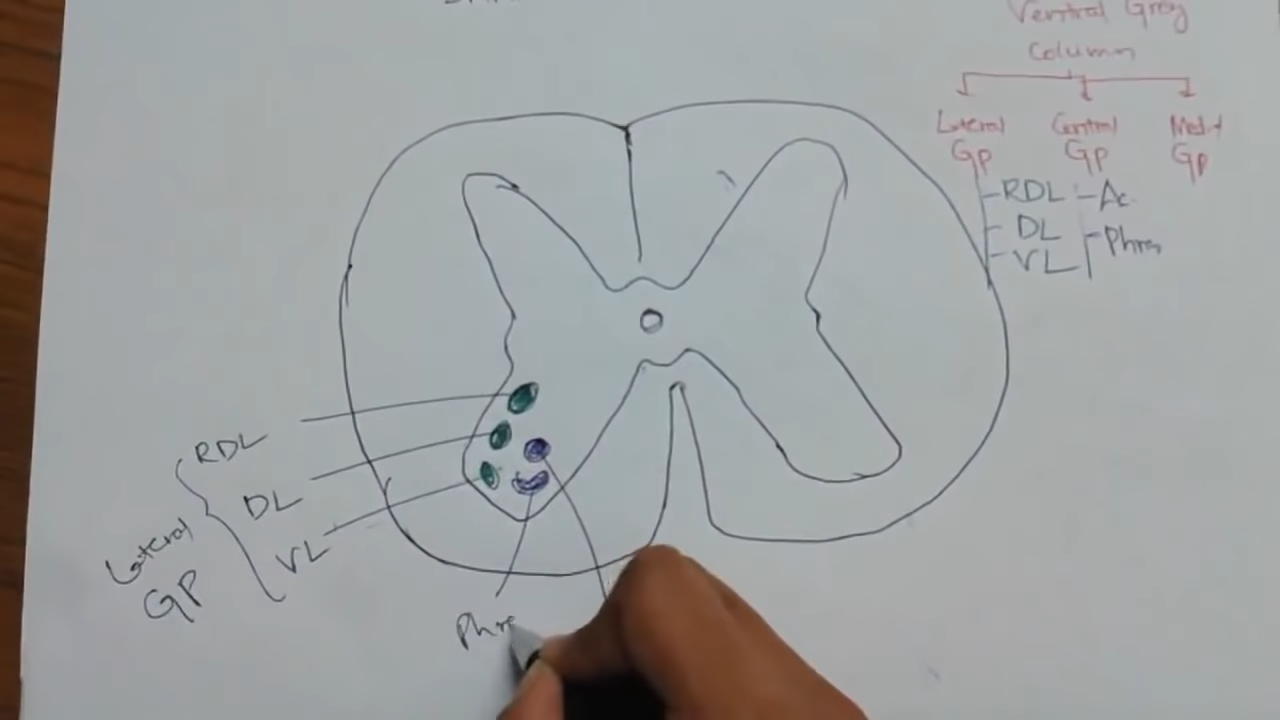 Ventral Grey
Column
Lateral Central Med
GP GP GP
RDL Ac.
DL Phre
VL
RDL
DL
VL
Lateral
GP
Phre